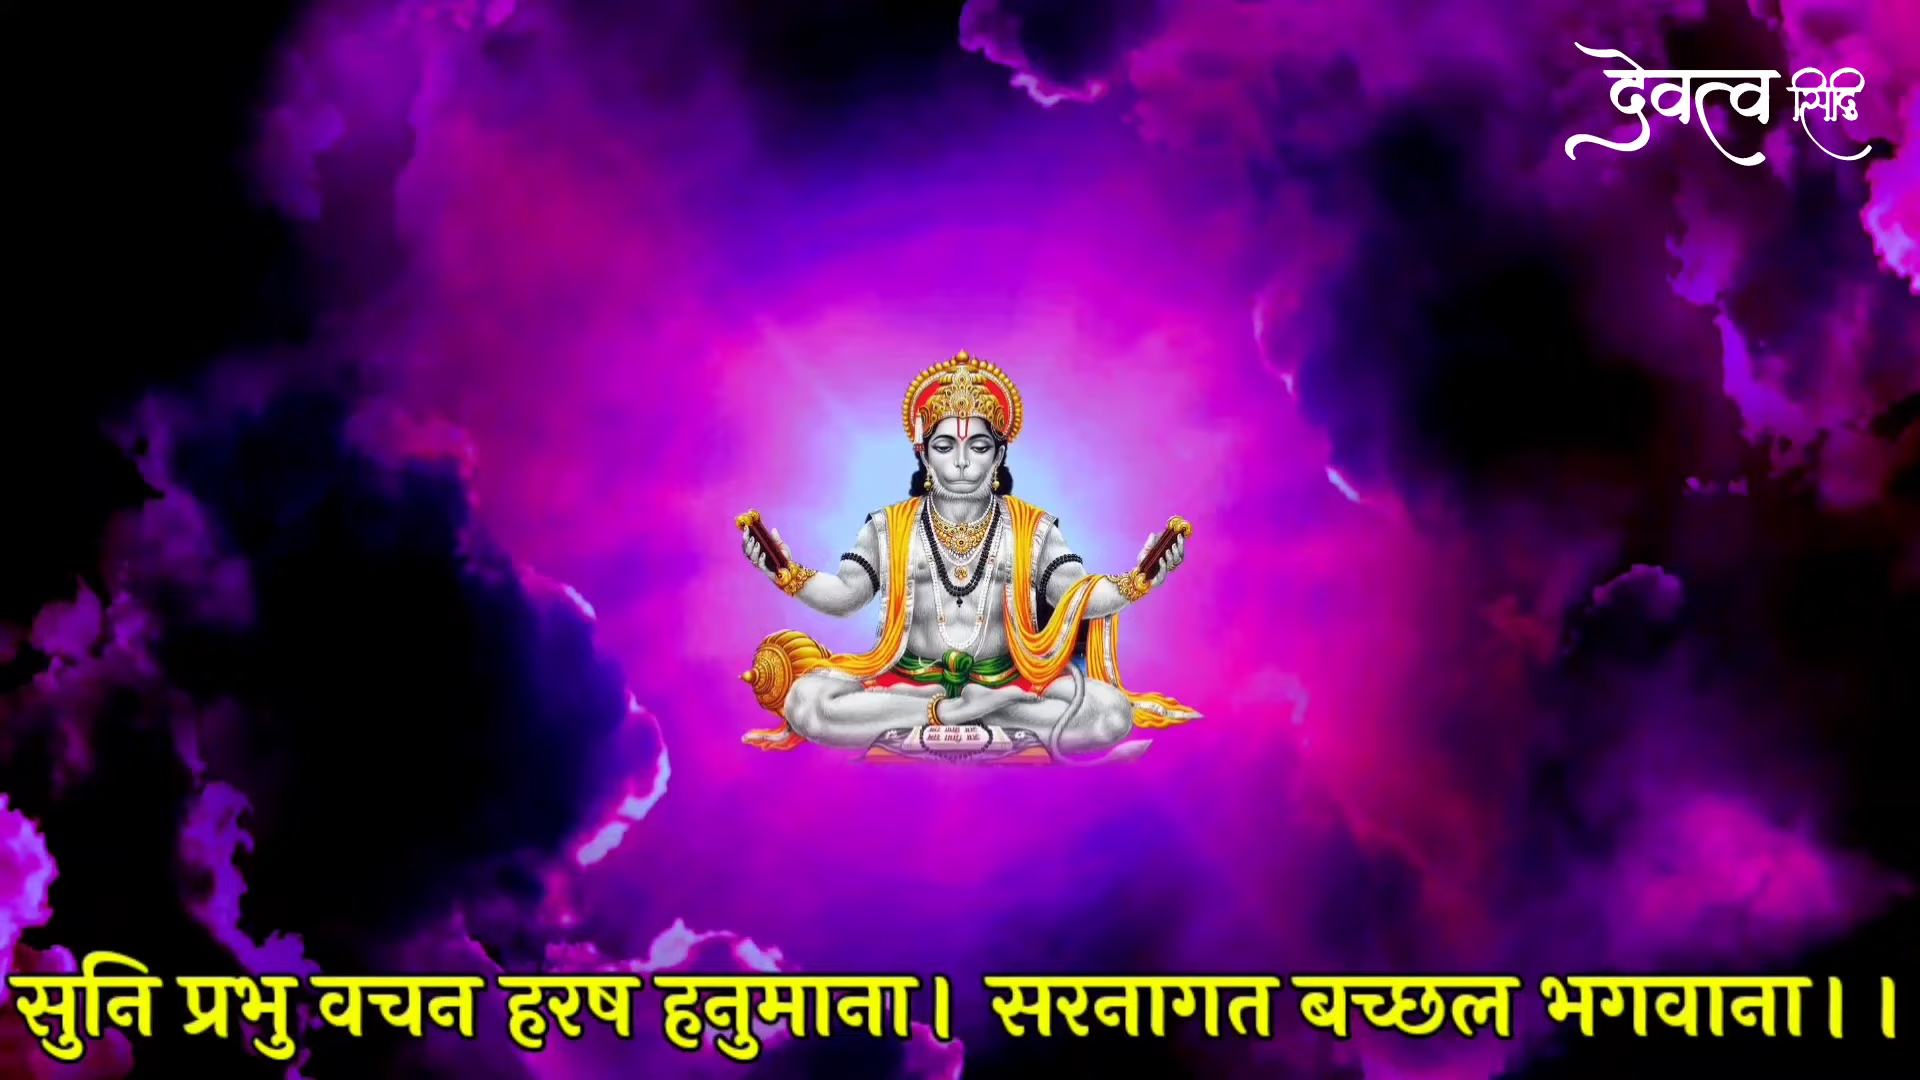 देवत्व सिद्धि
सुनि प्रभु वचन हरष हनुमाना। सरनागत बच्छल भगवाना।।